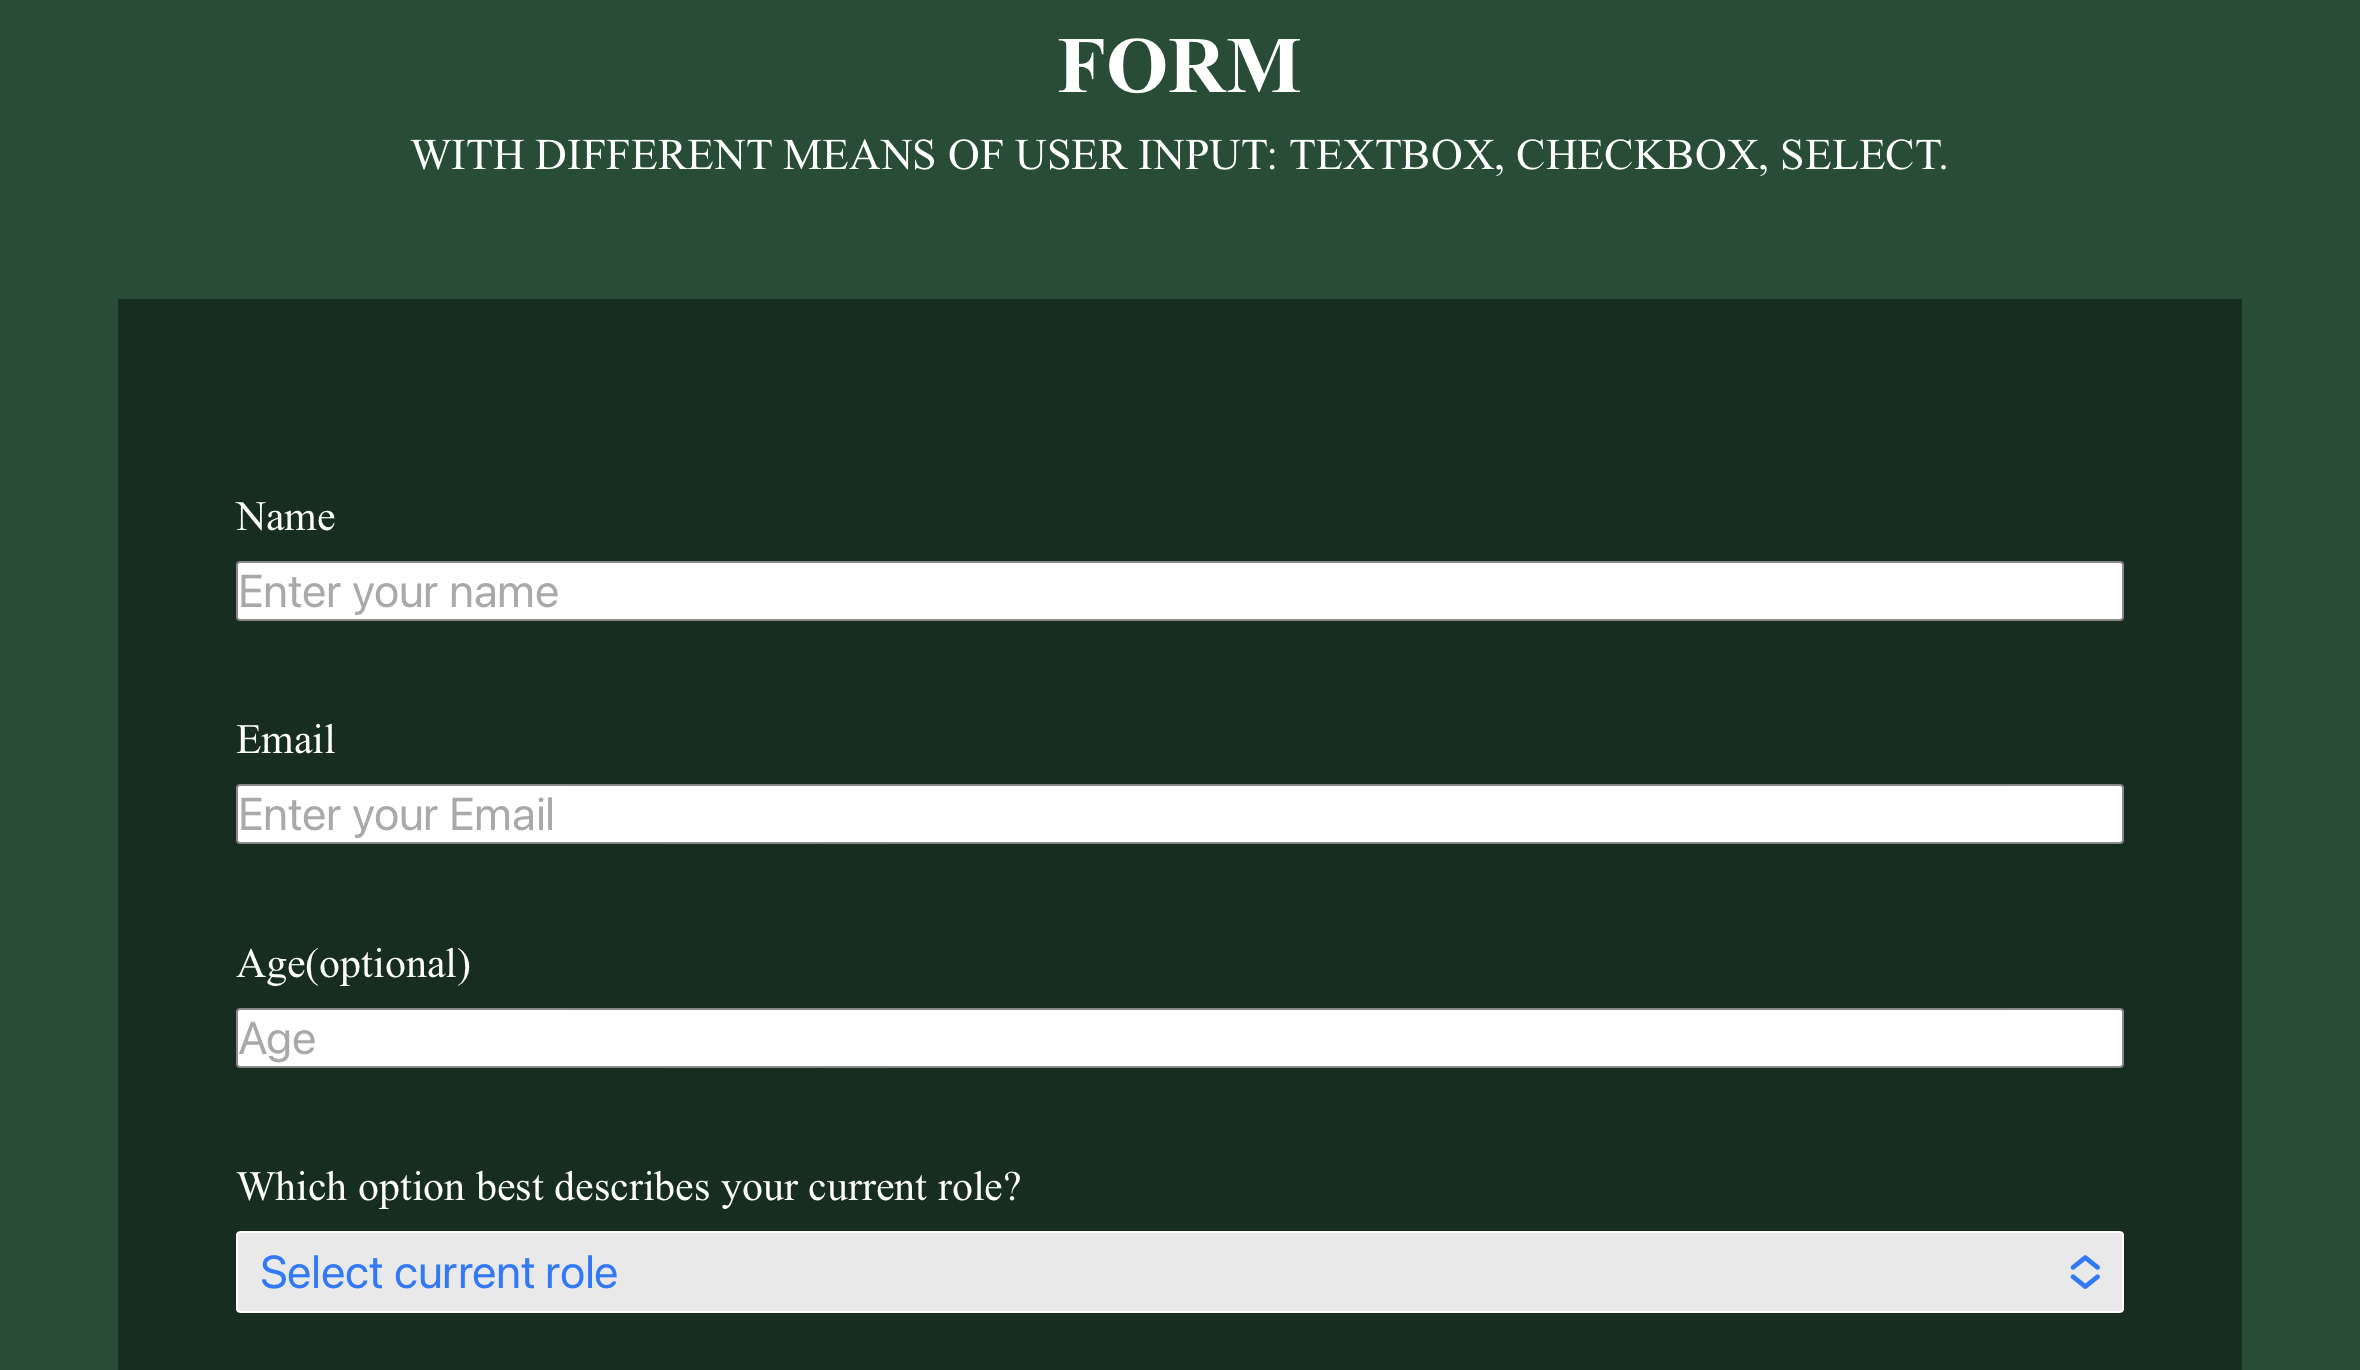 FORM
WITH DIFFERENT MEANS OF USER INPUT: TEXTBOX, CHECKBOX, SELECT.
Name
Enter your name
Email
Enter your Email
Age(optional)
Age
Which option best describes your current role?
Select current role